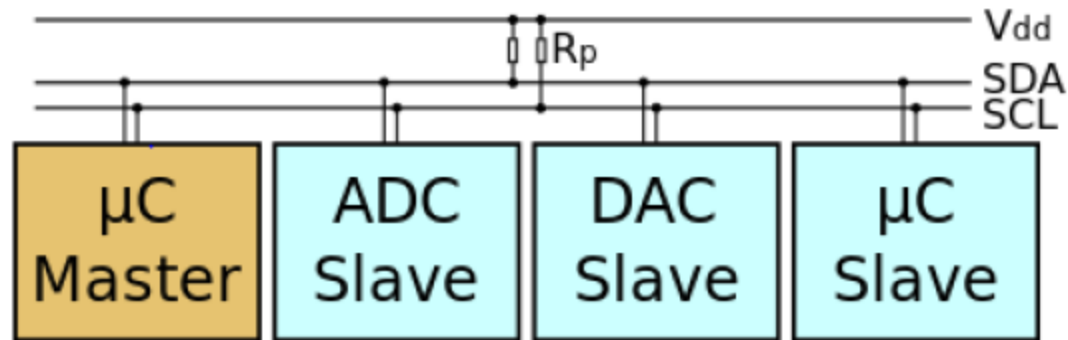 Vdd
Rp
SDA
SCL
µC
Master
ADC
Slave
DAC
Slave
µC
Slave